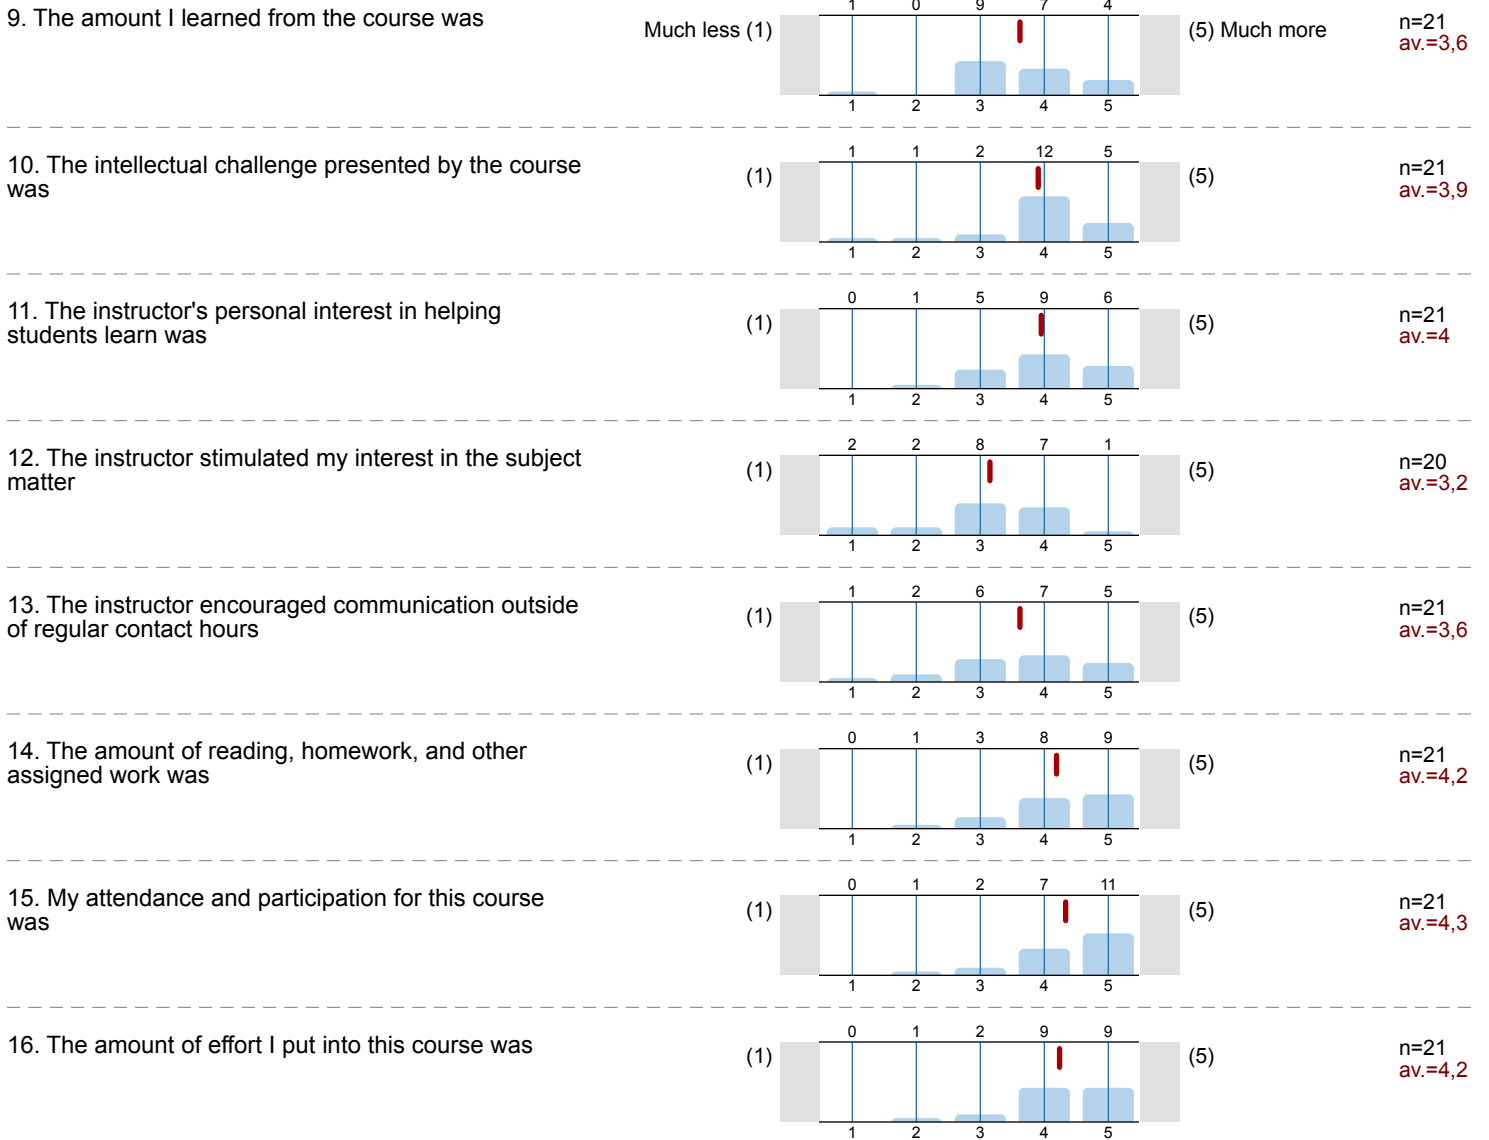 1 0 9 7 4
9. The amount I learned from the course was
Much less (1) (5) Much more
n=21
av.=3,6
1 2 3 4 5
10. The intellectual challenge presented by the course
was
1 1 2 12 5
(1) (5)
n=21
av.=3,9
1 2 3 4 5
11. The instructor's personal interest in helping
students learn was
0 1 5 9 6
(1) (5)
n=21
av.=4
1 2 3 4 5
12. The instructor stimulated my interest in the subject
matter
2 2 8 7 1
(1) (5)
n=20
av.=3,2
1 2 3 4 5
13. The instructor encouraged communication outside
of regular contact hours
1 2 6 7 5
(1) (5)
n=21
av.=3,6
1 2 3 4 5
14. The amount of reading, homework, and other
assigned work was
0 1 3 8 9
(1) (5)
n=21
av.=4,2
1 2 3 4 5
15. My attendance and participation for this course
was
0 1 2 7 11
(1) (5)
n=21
av.=4,3
1 2 3 4 5
16. The amount of effort I put into this course was
0 1 2 9 9
(1) (5)
n=21
av.=4,2
1 2 3 4 5